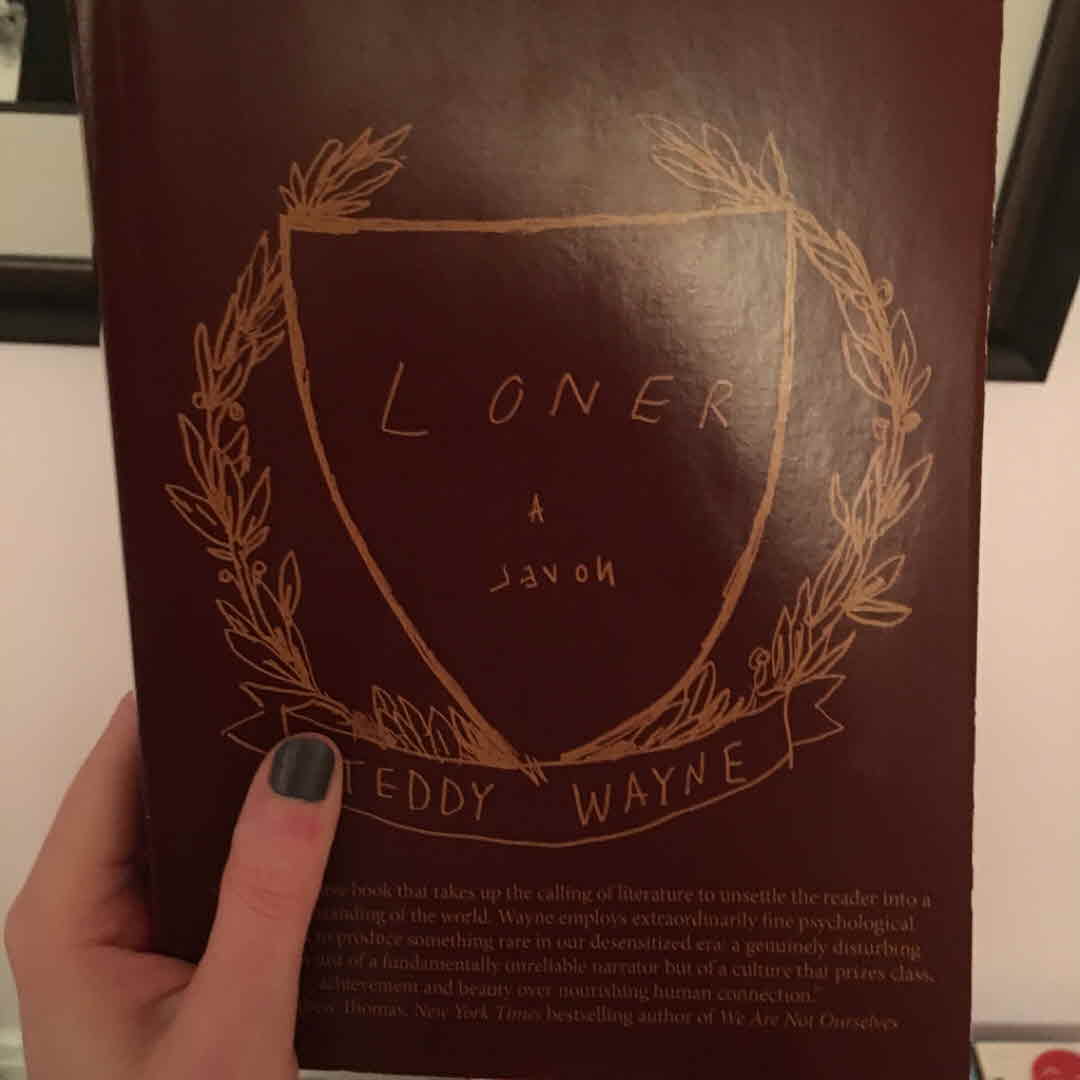 LONER
A
NOVEL
TEDDY WAYNE
book that takes up the calling of literature to unsettle the reader into a
of the world. Wayne employs extraordinarily fine psychological
to produce something rare in our desensitized era: a genuinely disturbing
of a fundamentally unreliable narrator but of a culture that prizes class,
achievement and beauty over nourishing human connection."
Thomas, New York Times bestselling author of We Are Not Ourselves